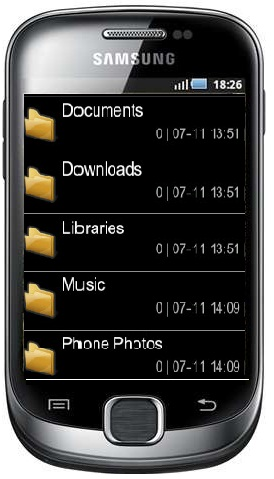 SAMSUNG
18:26
Documents
0 | 07-11 13:51 |
Downloads
0 | 07-11 13:51 |
Libraries
0 | 07-11 13:51 |
Music
0 | 07-11 14:09 |
Phone Photos
0 | 07-11 14:09 |